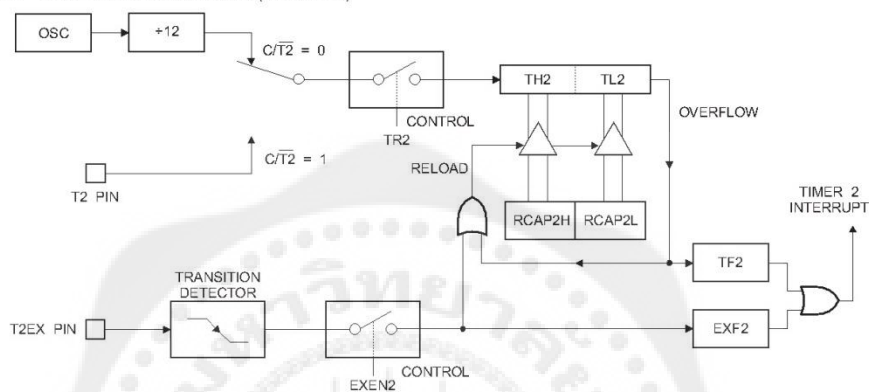 OSC
÷12
C/T2̅ = 0
TH2
TL2
OVERFLOW
CONTROL
TR2
C/T2̅ = 1
T2 PIN
RELOAD
RCAP2H
RCAP2L
TIMER 2
INTERRUPT
TF2
TRANSITION
DETECTOR
T2EX PIN
EXF2
CONTROL
EXEN2